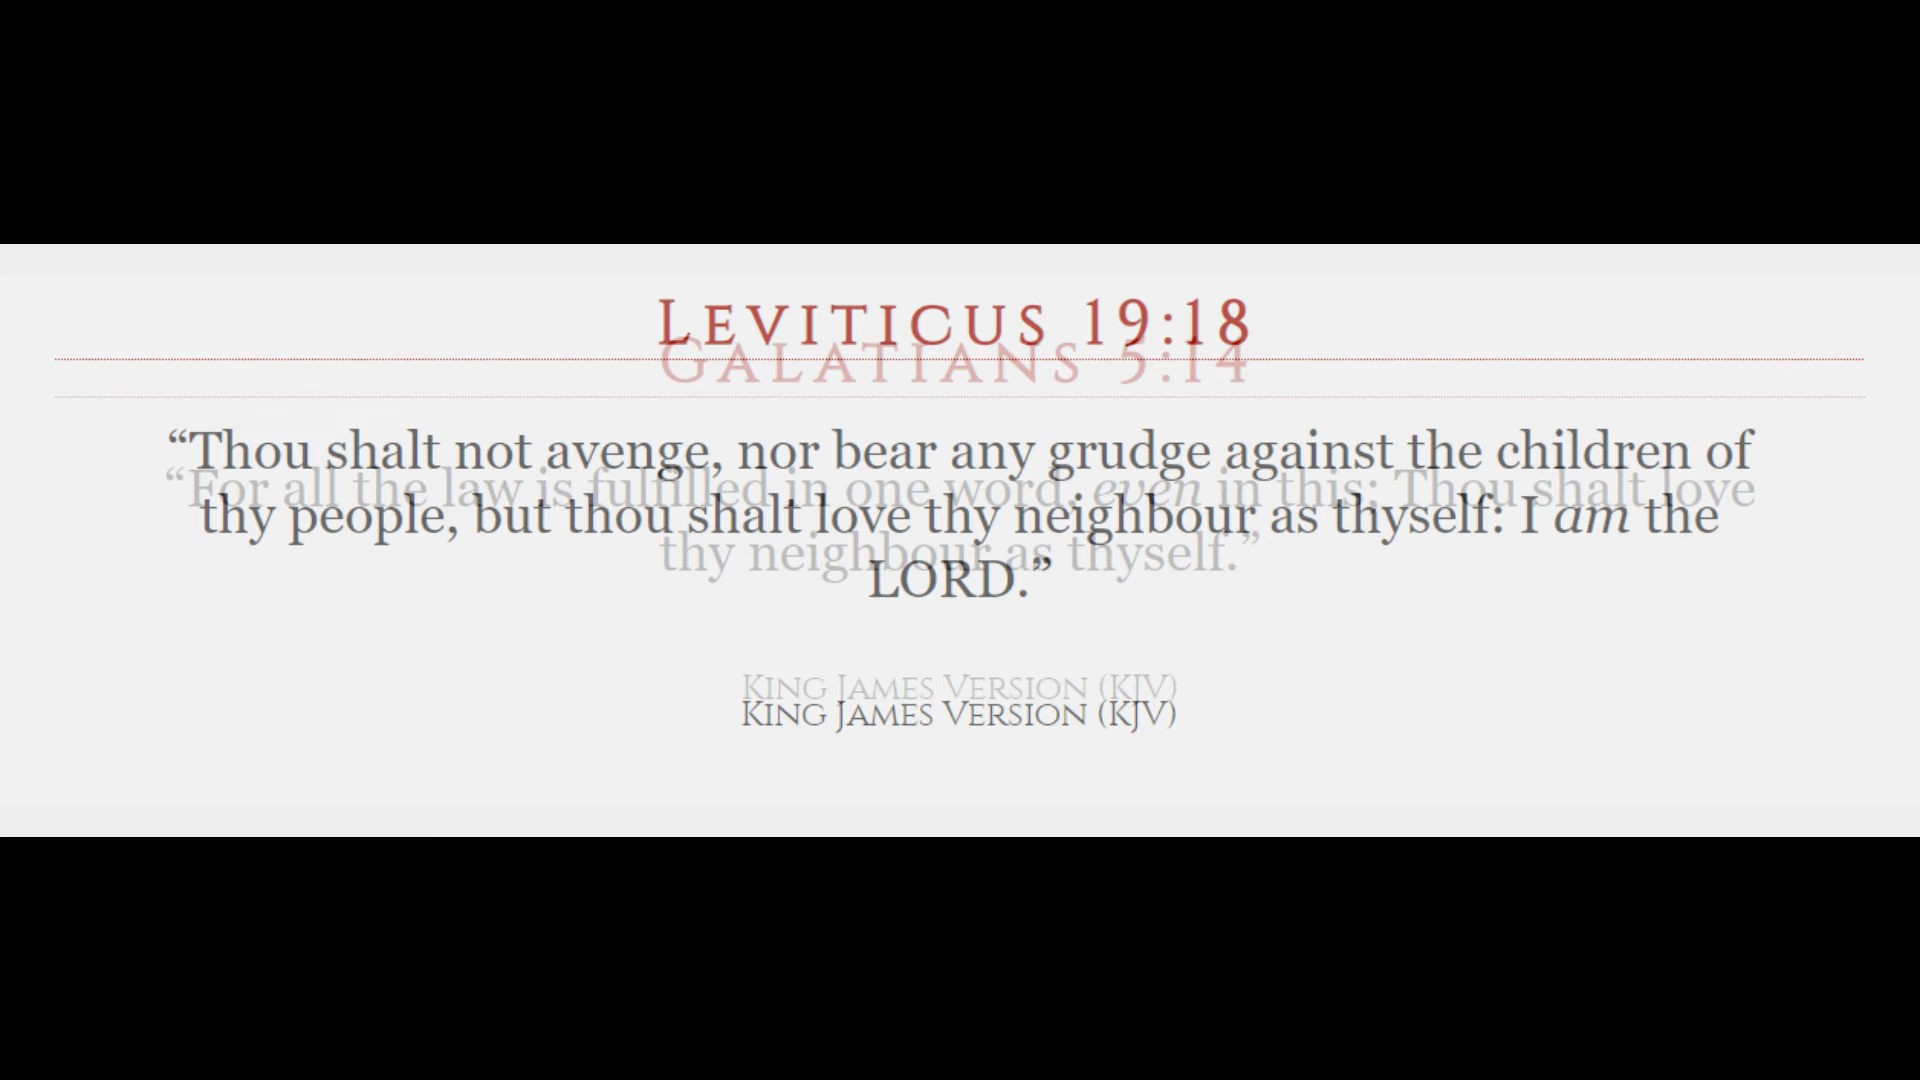 Leviticus 19:18
Galatians 5:14
“Thou shalt not avenge, nor bear any grudge against the children of
thy people, but thou shalt love thy neighbour as thyself: I am the
LORD.”
“For all the law is fulfilled in one word, even in this; Thou shalt love
thy neighbour as thyself.”
King James Version (KJV)
King James Version (KJV)